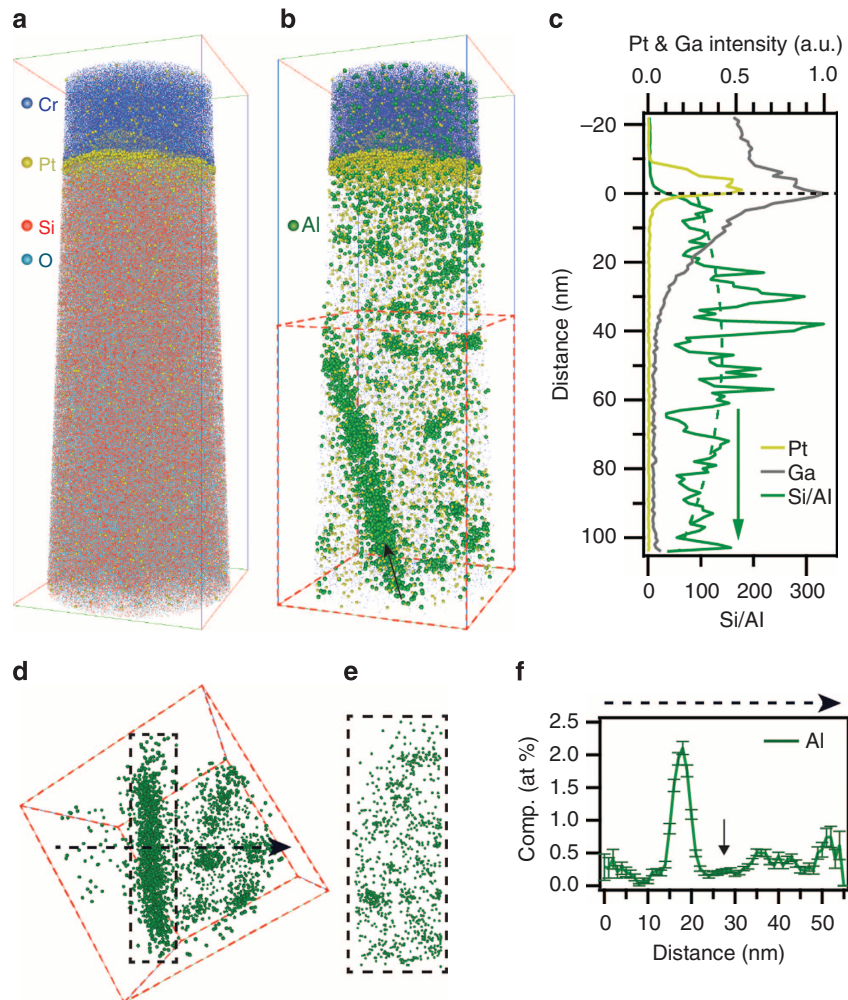 a
Cr
Pt
Si
O
b
Al
c
Pt & Ga intensity (a.u.)
0.0 0.5 1.0
–20
0
20
40
60
80
100
Distance (nm)
Pt
Ga
Si/Al
0 100 200 300
Si/Al
d
e
f
2.5
2.0
1.5
1.0
0.5
0.0
Comp. (at %)
Al
0 10 20 30 40 50
Distance (nm)